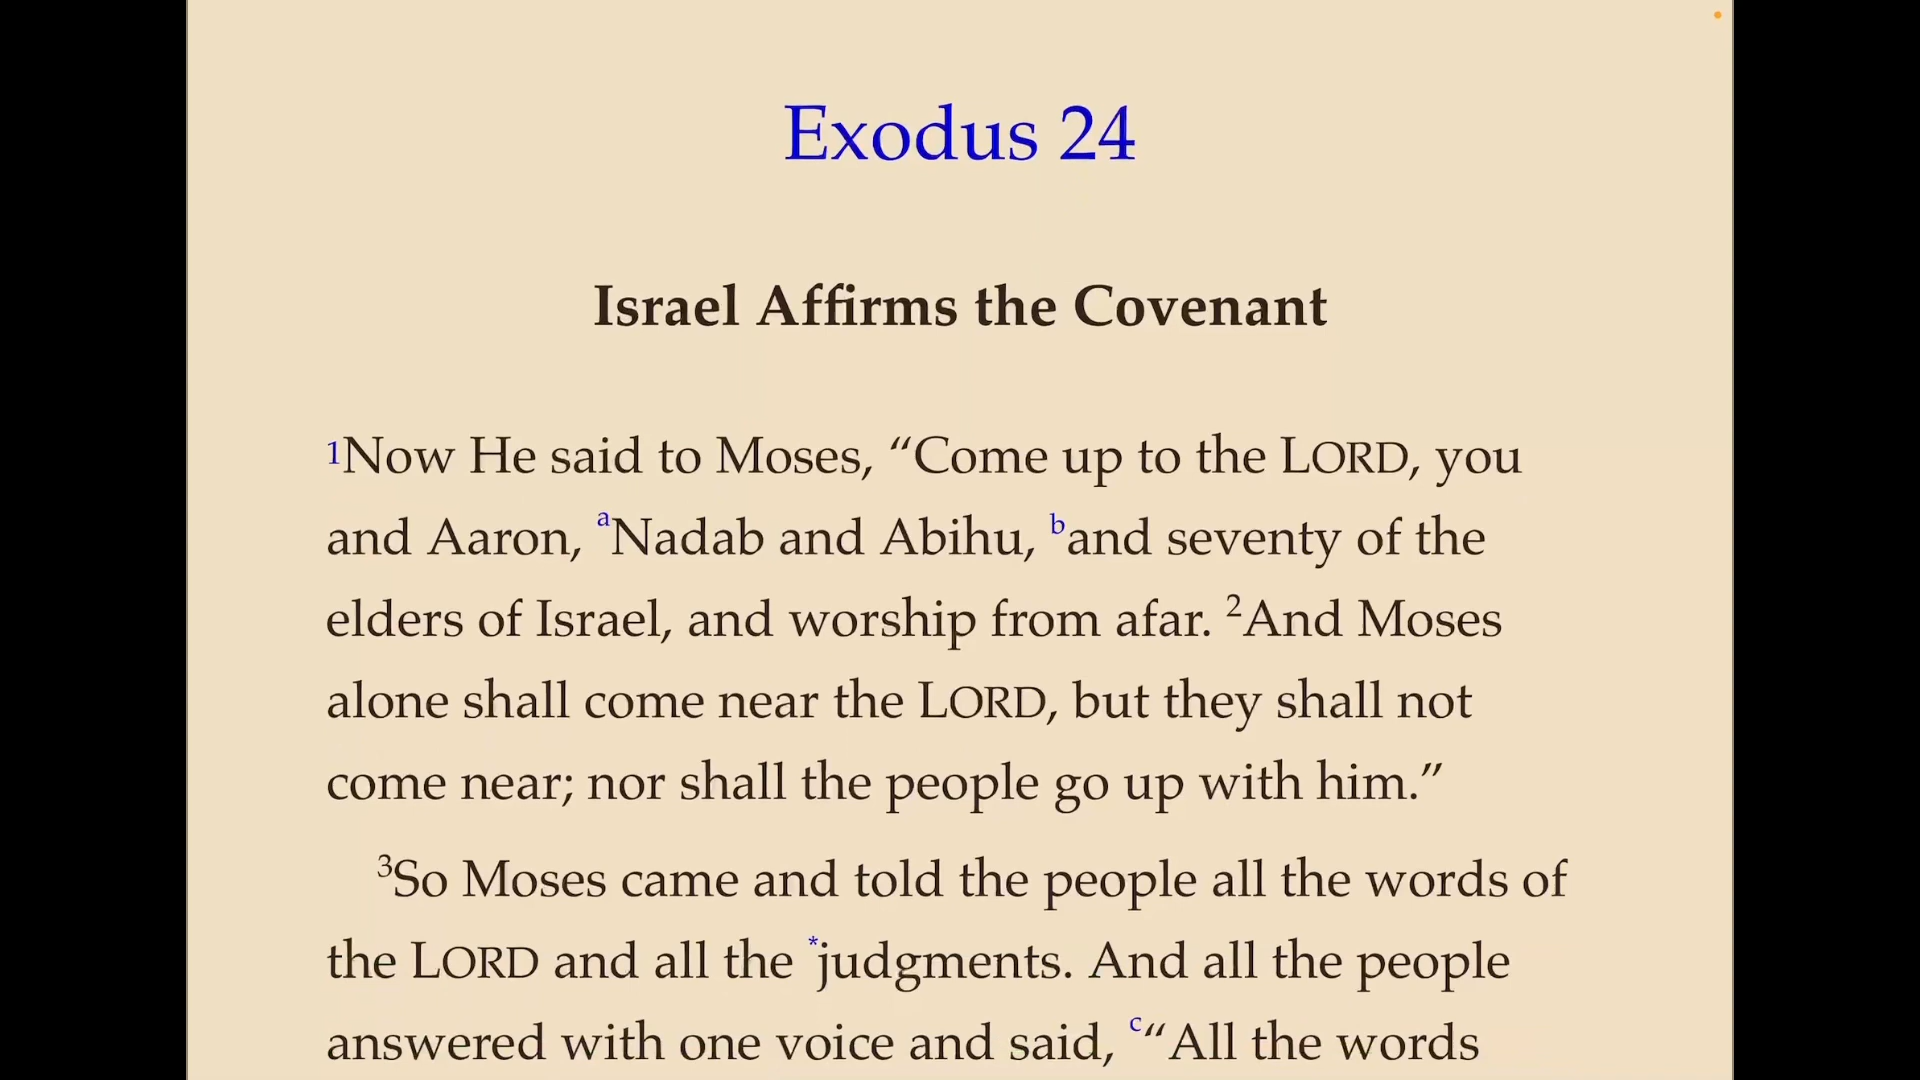 Exodus 24
Israel Affirms the Covenant
1Now He said to Moses, “Come up to the LORD, you
and Aaron, aNadab and Abihu, band seventy of the
elders of Israel, and worship from afar. 2And Moses
alone shall come near the LORD, but they shall not
come near; nor shall the people go up with him.”
3So Moses came and told the people all the words of
the LORD and all the *judgments. And all the people
answered with one voice and said, c“All the words